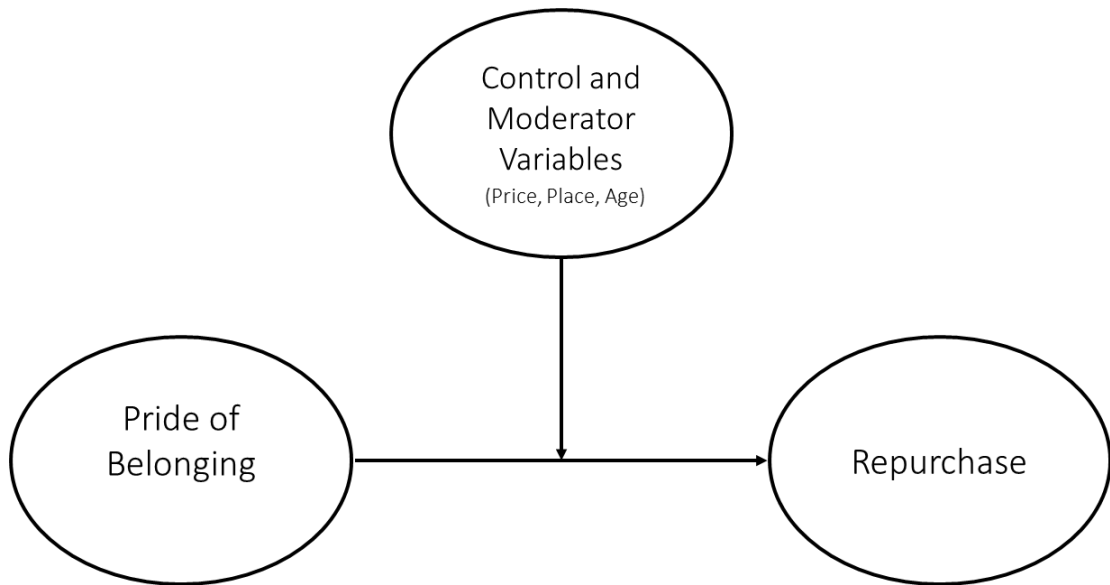 Control and
Moderator
Variables
(Price, Place, Age)
Pride of
Belonging
Repurchase